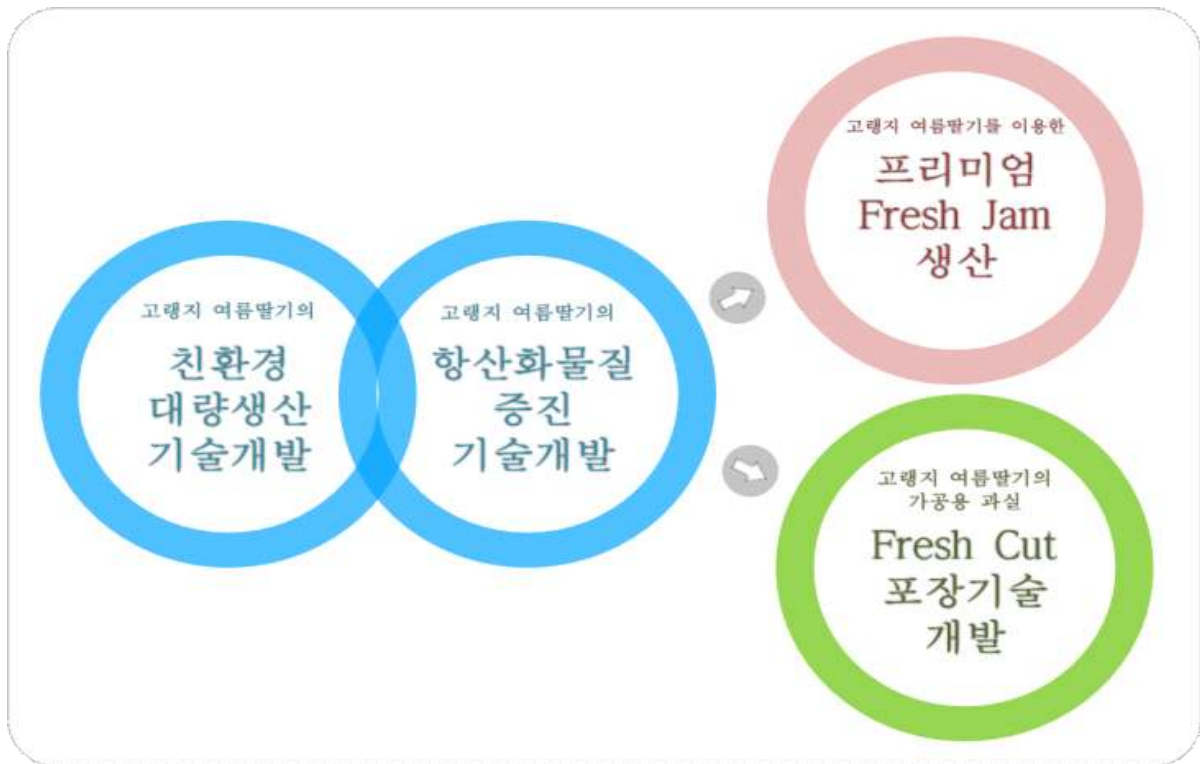 고랭지 여름딸기의
친환경
대량생산
기술개발
고랭지 여름딸기의
항산화물질
증진
기술개발
고랭지 여름딸기를 이용한
프리미엄
Fresh Jam
생산
고랭지 여름딸기의
가공용 과실
Fresh Cut
포장기술
개발